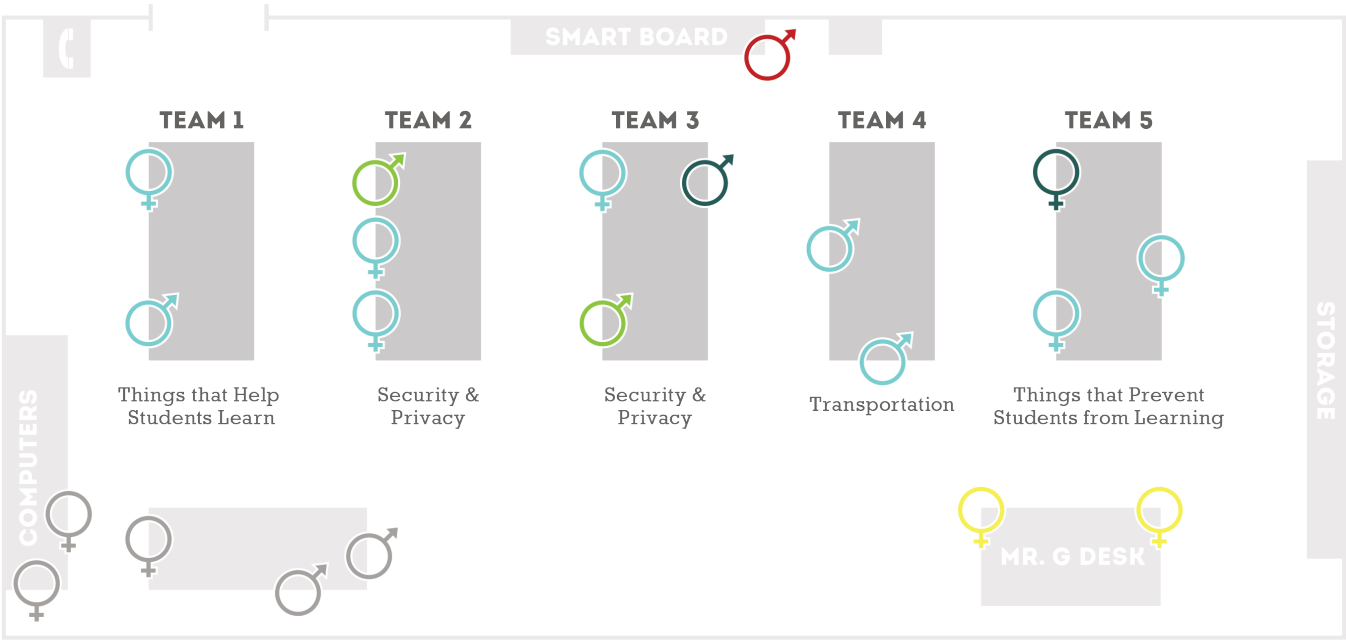 SMART BOARD
TEAM 1
TEAM 2
TEAM 3
TEAM 4
TEAM 5
Things that Help
Students Learn
Security &
Privacy
Security &
Privacy
Transportation
Things that Prevent
Students from Learning
COMPUTERS
STORAGE
MR. G DESK